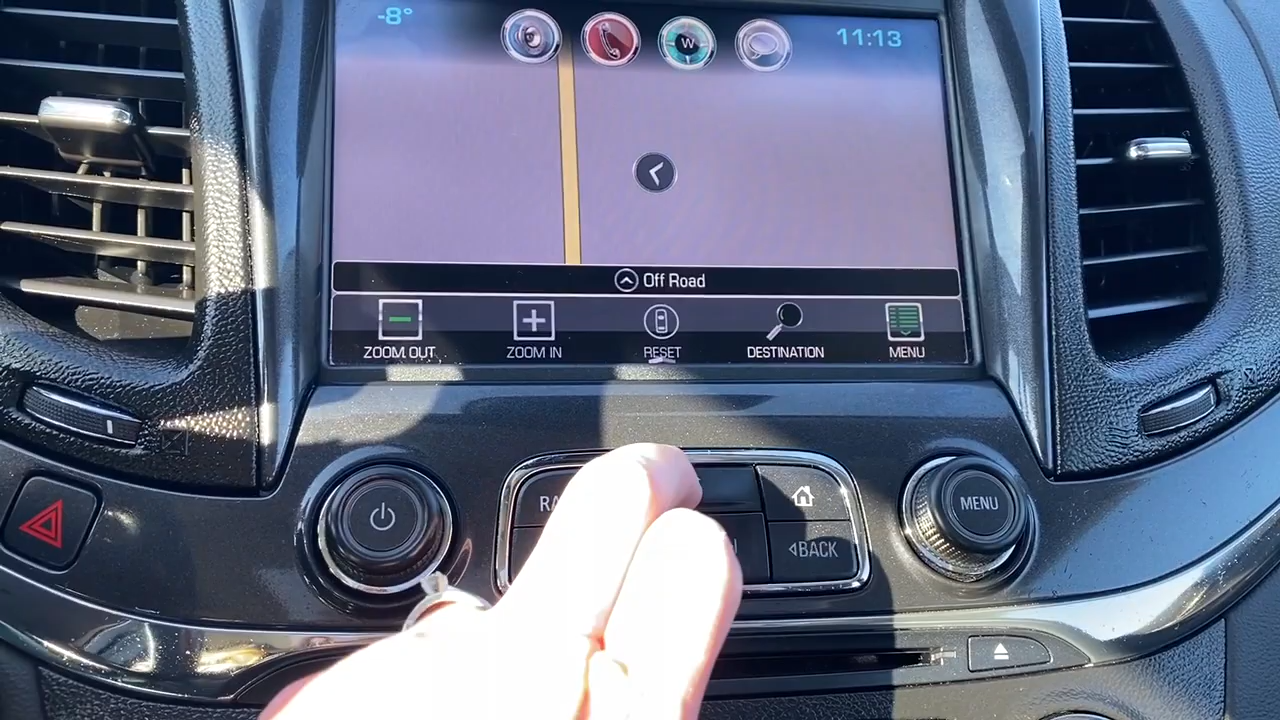 -8°
W
11:13
Off Road
ZOOM OUT
ZOOM IN
RESET
DESTINATION
MENU
MENU
BACK